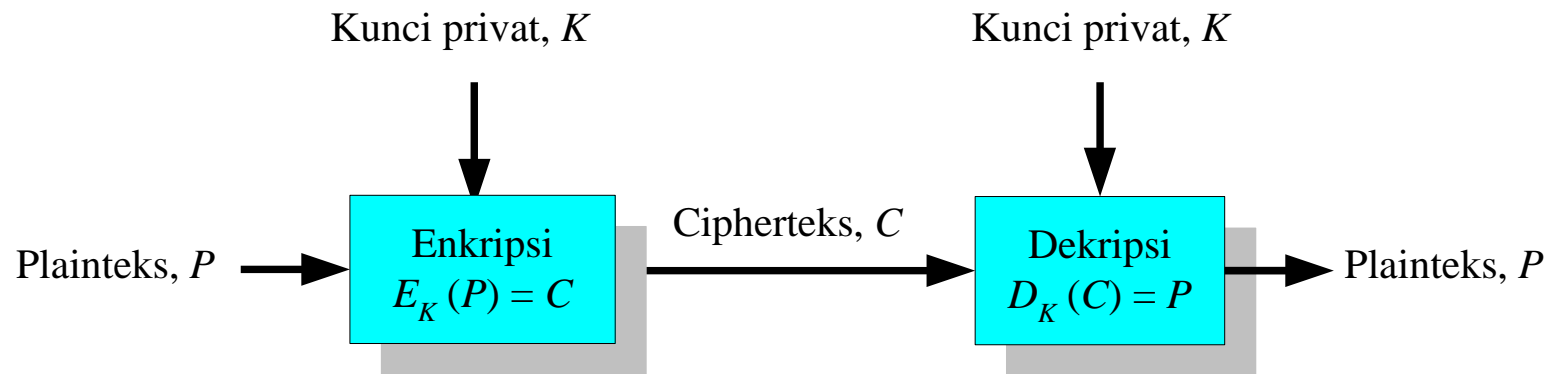 Kunci privat, K
Kunci privat, K
Plainteks, P
Enkripsi
E_K (P) = C
Cipherteks, C
Dekripsi
D_K (C) = P
Plainteks, P